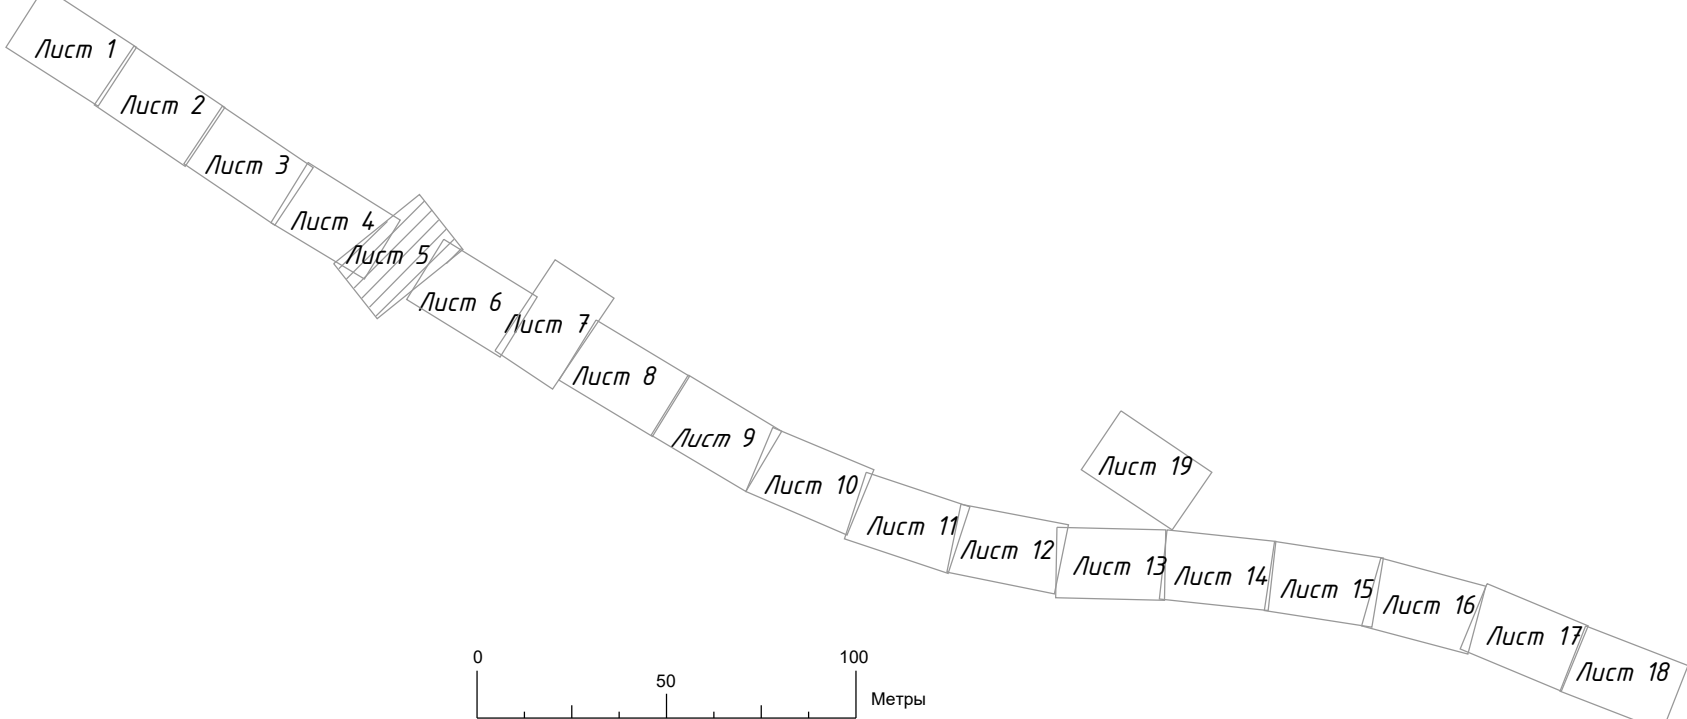 Лист 1
Лист 2
Лист 3
Лист 4
Лист 5
Лист 6
Лист 7
Лист 8
Лист 9
Лист 10
Лист 11
Лист 12
Лист 13
Лист 14
Лист 15
Лист 16
Лист 17
Лист 18
Лист 19
0 50 100
Метры